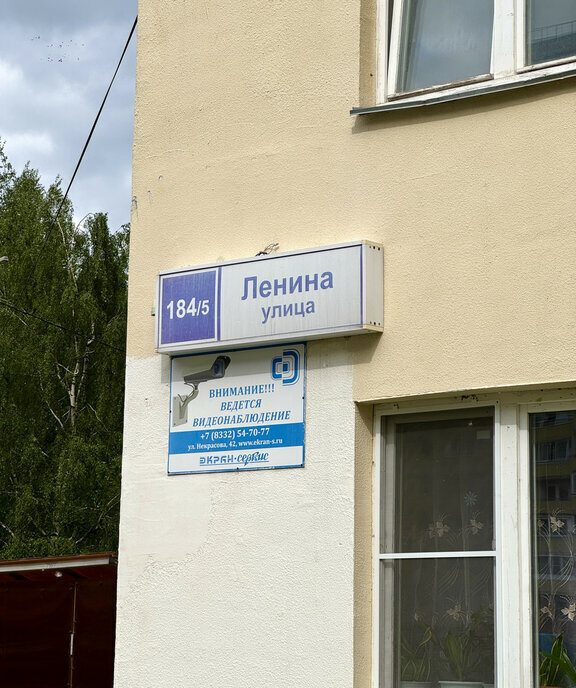 184/5
Ленина
улица
ВНИМАНИЕ!!!
ВЕДЕТСЯ
ВИДЕОНАБЛЮДЕНИЕ
+7 (8332) 54-70-77
ул. Некрасова, 42, www.ekran-s.ru
ЭКРАН-сервис